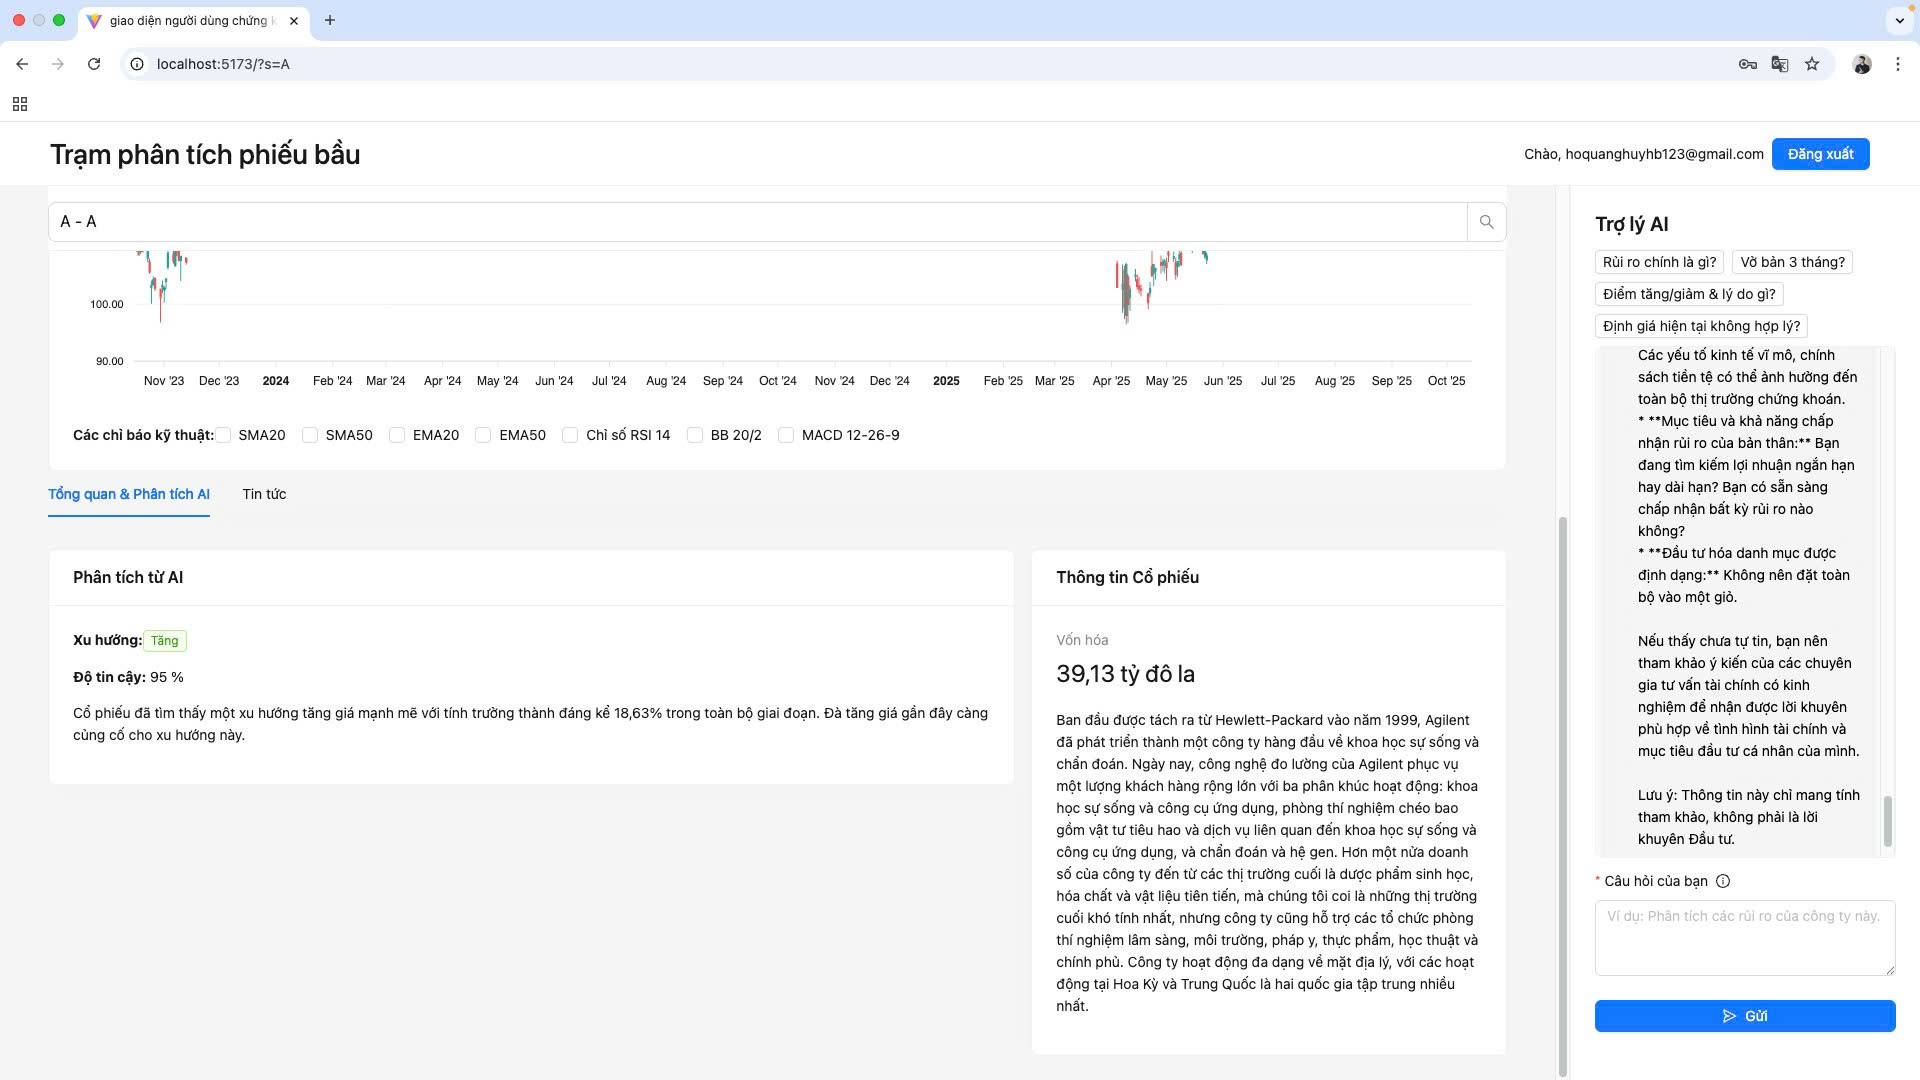 giao diện người dùng chứng k
localhost:5173/?s=A
Trạm phân tích phiếu bầu
Chào, hoquanghuyhb123@gmail.com
Đăng xuất
A - A
100.00
90.00
Nov '23 Dec '23 2024 Feb '24 Mar '24 Apr '24 May '24 Jun '24 Jul '24 Aug '24 Sep '24 Oct '24 Nov '24 Dec '24 2025 Feb '25 Mar '25 Apr '25 May '25 Jun '25 Jul '25 Aug '25 Sep '25 Oct '25
Các chỉ báo kỹ thuật: SMA20 SMA50 EMA20 EMA50 Chỉ số RSI 14 BB 20/2 MACD 12-26-9
Tổng quan & Phân tích AI
Tin tức
Phân tích từ AI
Xu hướng: Tăng
Độ tin cậy: 95 %
Cổ phiếu đã tìm thấy một xu hướng tăng giá mạnh mẽ với tính trường thành đáng kể 18,63% trong toàn bộ giai đoạn. Đà tăng giá gần đây càng
củng cố cho xu hướng này.
Thông tin Cổ phiếu
Vốn hóa
39,13 tỷ đô la
Ban đầu được tách ra từ Hewlett-Packard vào năm 1999, Agilent
đã phát triển thành một công ty hàng đầu về khoa học sự sống và
chẩn đoán. Ngày nay, công nghệ đo lường của Agilent phục vụ
một lượng khách hàng rộng lớn với ba phân khúc hoạt động: khoa
học sự sống và công cụ ứng dụng, phòng thí nghiệm chéo bao
gồm vật tư tiêu hao và dịch vụ liên quan đến khoa học sự sống và
công cụ ứng dụng, và chẩn đoán và hệ gen. Hơn một nửa doanh
số của công ty đến từ các thị trường cuối là dược phẩm sinh học,
hóa chất và vật liệu tiên tiến, mà chúng tôi coi là những thị trường
cuối khó tính nhất, nhưng công ty cũng hỗ trợ các tổ chức phòng
thí nghiệm lâm sàng, môi trường, pháp y, thực phẩm, học thuật và
chính phủ. Công ty hoạt động đa dạng về mặt địa lý, với các hoạt
động tại Hoa Kỳ và Trung Quốc là hai quốc gia tập trung nhiều
nhất.
Trợ lý AI
Rủi ro chính là gì?
Vờ bản 3 tháng?
Điểm tăng/giảm & lý do gì?
Định giá hiện tại không hợp lý?
Các yếu tố kinh tế vĩ mô, chính
sách tiền tệ có thể ảnh hưởng đến
toàn bộ thị trường chứng khoán.
* **Mục tiêu và khả năng chấp
nhận rủi ro của bản thân:** Bạn
đang tìm kiếm lợi nhuận ngắn hạn
hay dài hạn? Bạn có sẵn sàng
chấp nhận bất kỳ rủi ro nào
không?
* **Đầu tư hóa danh mục được
định dạng:** Không nên đặt toàn
bộ vào một giỏ.
Nếu thấy chưa tự tin, bạn nên
tham khảo ý kiến của các chuyên
gia tư vấn tài chính có kinh
nghiệm để nhận được lời khuyên
phù hợp về tình hình tài chính và
mục tiêu đầu tư cá nhân của mình.
Lưu ý: Thông tin này chỉ mang tính
tham khảo, không phải là lời
khuyên Đầu tư.
* Câu hỏi của bạn
Ví dụ: Phân tích các rủi ro của công ty này.
Gửi